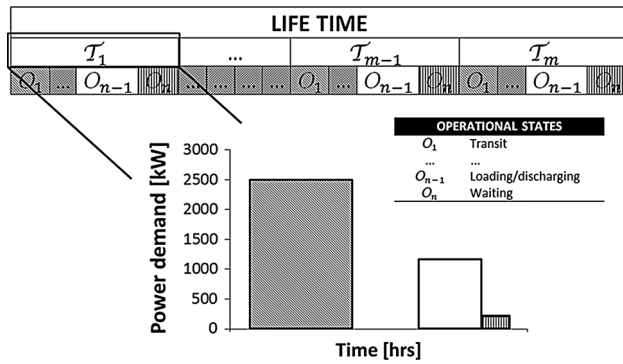 LIFE TIME
𝒯1 ... 𝒯m−1 𝒯m
O1 ... On−1 On ... ... ... ... O1 ... On−1 On O1 ... On−1 On
OPERATIONAL STATES
O1 Transit
... ...
On−1 Loading/discharging
On Waiting
Power demand [kW]
3000
2500
2000
1500
1000
500
0
Time [hrs]